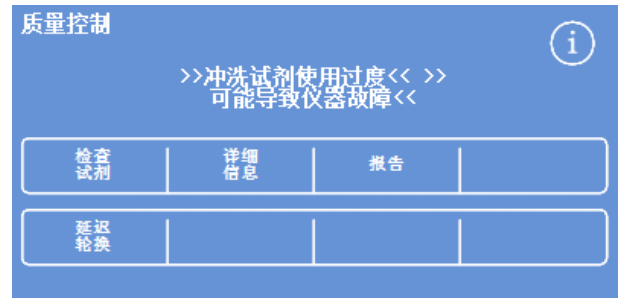 质量控制
i
>>冲洗试剂使用过度<< >>
可能导致仪器故障<<
检查
试剂
详细
信息
报告
延迟
轮换